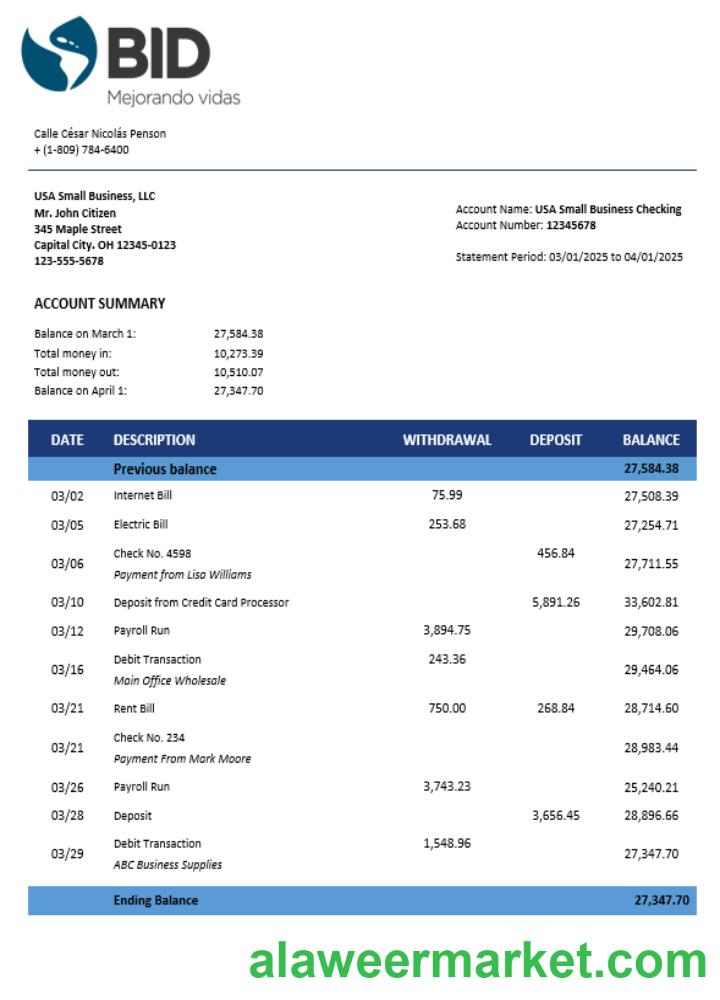 BID
Mejorando vidas
Calle César Nicolás Penson
+ (1-809) 784-6400
USA Small Business, LLC
Mr. John Citizen
345 Maple Street
Capital City. OH 12345-0123
123-555-5678
Account Name: USA Small Business Checking
Account Number: 12345678
Statement Period: 03/01/2025 to 04/01/2025
ACCOUNT SUMMARY
Balance on March 1: 27,584.38
Total money in: 10,273.39
Total money out: 10,510.07
Balance on April 1: 27,347.70
DATE DESCRIPTION WITHDRAWAL DEPOSIT BALANCE
Previous balance 27,584.38
03/02 Internet Bill 75.99 27,508.39
03/05 Electric Bill 253.68 27,254.71
03/06 Check No. 4598 456.84 27,711.55
Payment from Lisa Williams
03/10 Deposit from Credit Card Processor 5,891.26 33,602.81
03/12 Payroll Run 3,894.75 29,708.06
03/16 Debit Transaction 243.36 29,464.06
Main Office Wholesale
03/21 Rent Bill 750.00 268.84 28,714.60
03/21 Check No. 234 28,983.44
Payment From Mark Moore
03/26 Payroll Run 3,743.23 25,240.21
03/28 Deposit 3,656.45 28,896.66
03/29 Debit Transaction 1,548.96 27,347.70
ABC Business Supplies
Ending Balance 27,347.70
alaweermarket.com